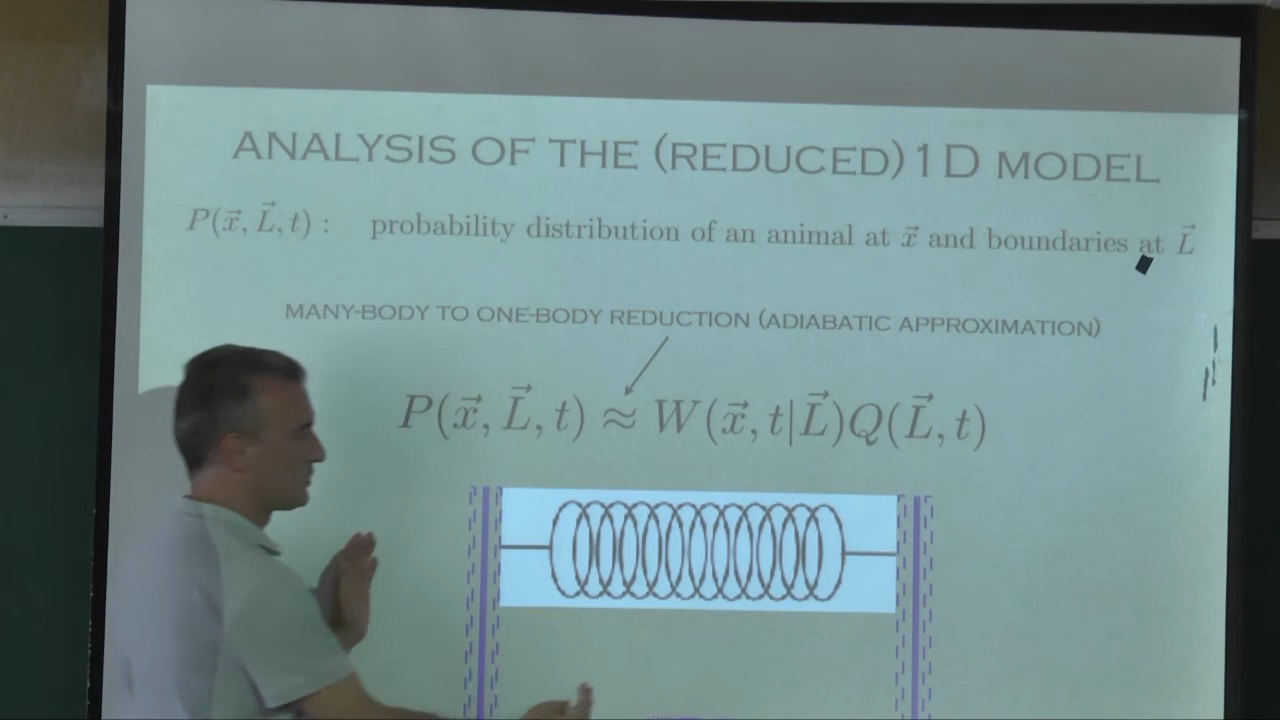 ANALYSIS OF THE (REDUCED) 1D MODEL
P(x⃗, L⃗, t) : probability distribution of an animal at x⃗ and boundaries at L⃗
MANY-BODY TO ONE-BODY REDUCTION (ADIABATIC APPROXIMATION)
P(x⃗, L⃗, t) ≈ W(x⃗, t|L⃗)Q(L⃗, t)